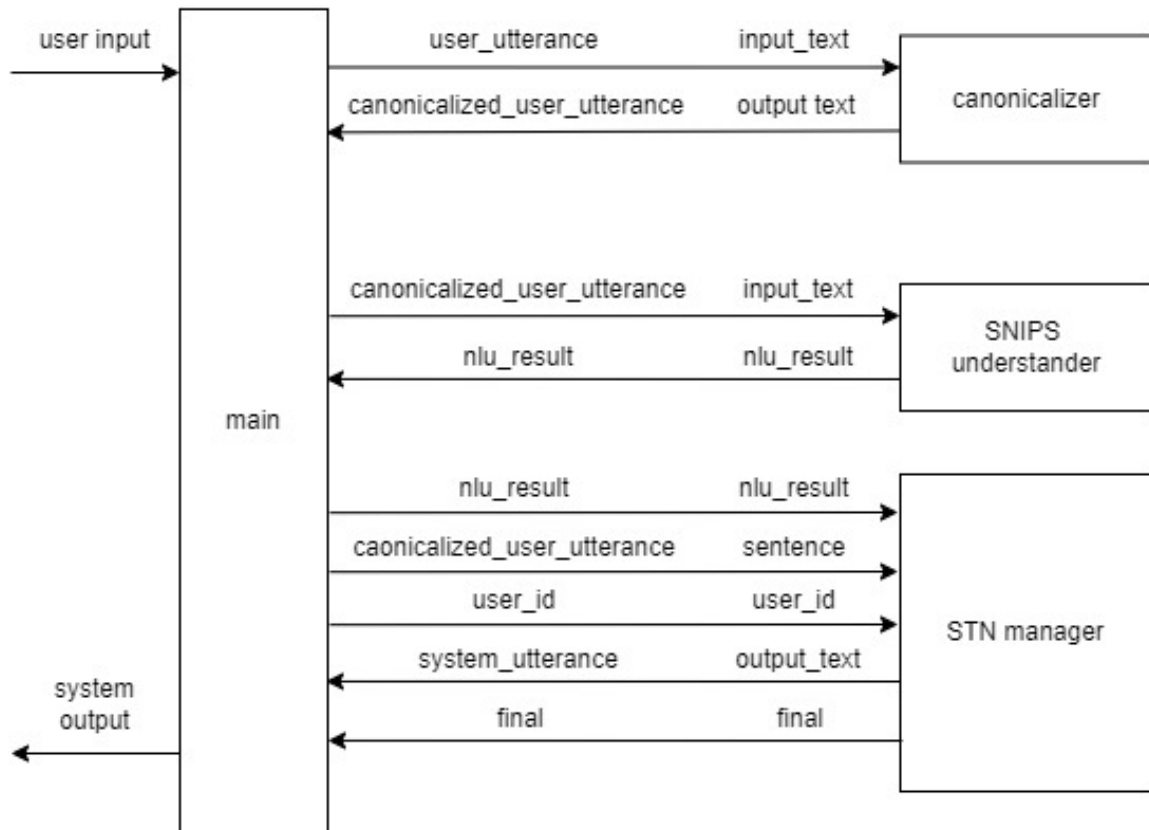 user input
user_utterance input_text
canonicalized_user_utterance output text
canonicalizer
canonicalized_user_utterance input_text
nlu_result nlu_result
SNIPS
understander
main
nlu_result nlu_result
caonicalized_user_utterance sentence
user_id user_id
system_utterance output_text
final final
STN manager
system
output